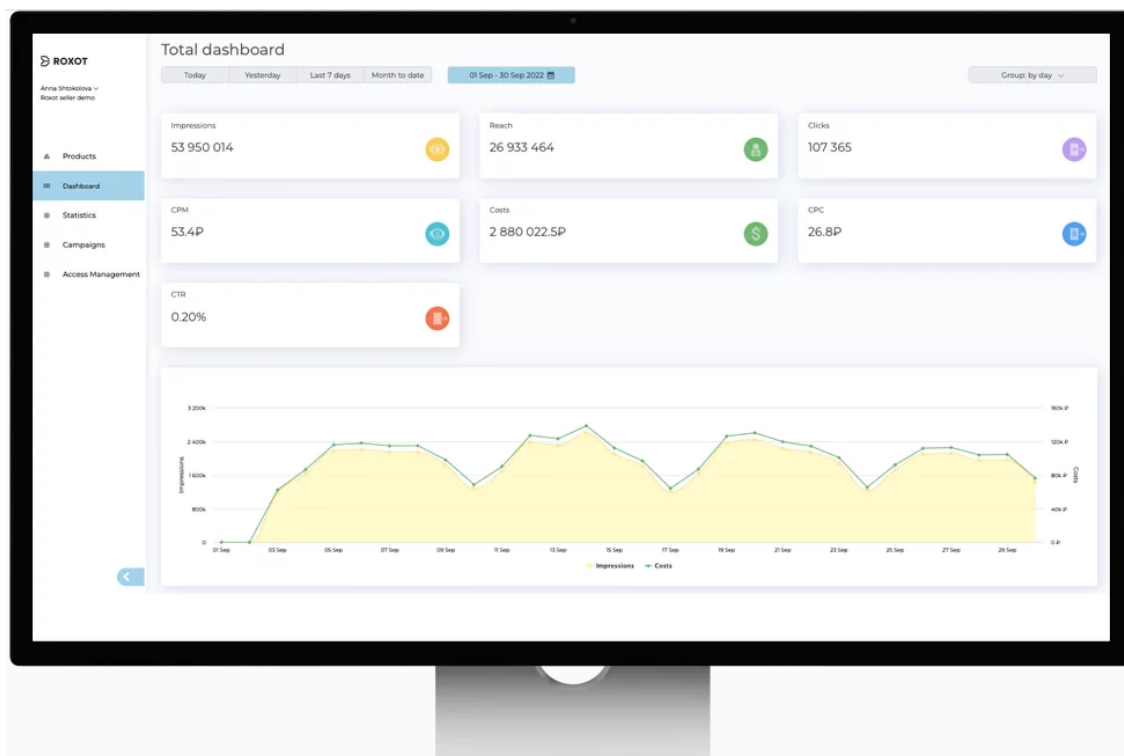 ROXOT
Anna Shtokolova
Roxot seller demo
Products
Dashboard
Statistics
Campaigns
Access Management
Total dashboard
Today Yesterday Last 7 days Month to date 01 Sep - 30 Sep 2022 Group: by day
Impressions
53 950 014
Reach
26 933 464
Clicks
107 365
CPM
53.4₽
Costs
2 880 022.5₽
CPC
26.8₽
CTR
0.20%
Impressions
3 200k
2 400k
1 600k
800k
0
160k ₽
120k ₽
80k ₽
40k ₽
0 ₽
Costs
01 Sep 03 Sep 05 Sep 07 Sep 09 Sep 11 Sep 13 Sep 15 Sep 17 Sep 19 Sep 21 Sep 23 Sep 25 Sep 27 Sep 29 Sep
Impressions Costs